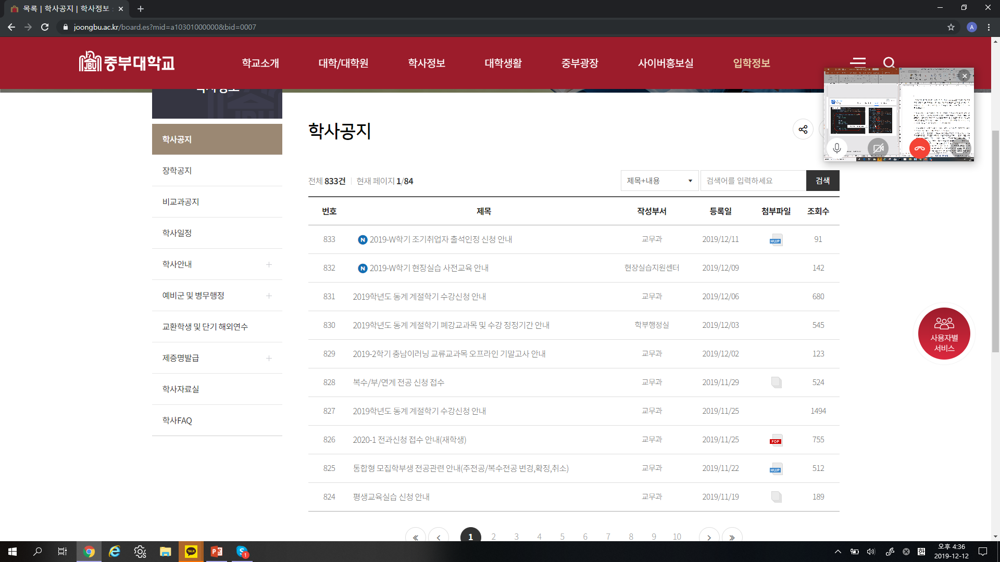 목록 | 학사공지 | 학사정보
joongbu.ac.kr/board.es?mid=a10301000000&bid=0007
A
JBU 중부대학교
학교소개 대학/대학원 학사정보 대학생활 중부광장 사이버홍보실 입학정보
학사공지
장학공지
비교과공지
학사일정
학사안내
예비군 및 병무행정
교환학생 및 단기 해외연수
제증명발급
학사자료실
학사FAQ
학사공지
전체 833건 현재 페이지 1/84
제목+내용 검색어를 입력하세요 검색
번호 제목 작성부서 등록일 첨부파일 조회수
833 N 2019-W학기 조기취업자 출석인정 신청 안내 교무과 2019/12/11 HWP 91
832 N 2019-W학기 현장실습 사전교육 안내 현장실습지원센터 2019/12/09 142
831 2019학년도 동계 계절학기 수강신청 안내 교무과 2019/12/06 680
830 2019학년도 동계 계절학기 폐강교과목 및 수강 정정기간 안내 학부행정실 2019/12/03 545
829 2019-2학기 충남이러닝 교류교과목 오프라인 기말고사 안내 교무과 2019/12/02 123
828 복수/부/연계 전공 신청 접수 교무과 2019/11/29 524
827 2019학년도 동계 계절학기 수강신청 안내 교무과 2019/11/25 1494
826 2020-1 전과신청 접수 안내(재학생) 교무과 2019/11/25 PDF 755
825 통합형 모집학부생 전공관련 안내(주전공/복수전공 변경,확정,취소) 교무과 2019/11/22 HWP 512
824 평생교육실습 신청 안내 교무과 2019/11/19 189
1 2 3 4 5 6 7 8 9 10
사용자별
서비스
TALK
1
한
오후 4:36
2019-12-12